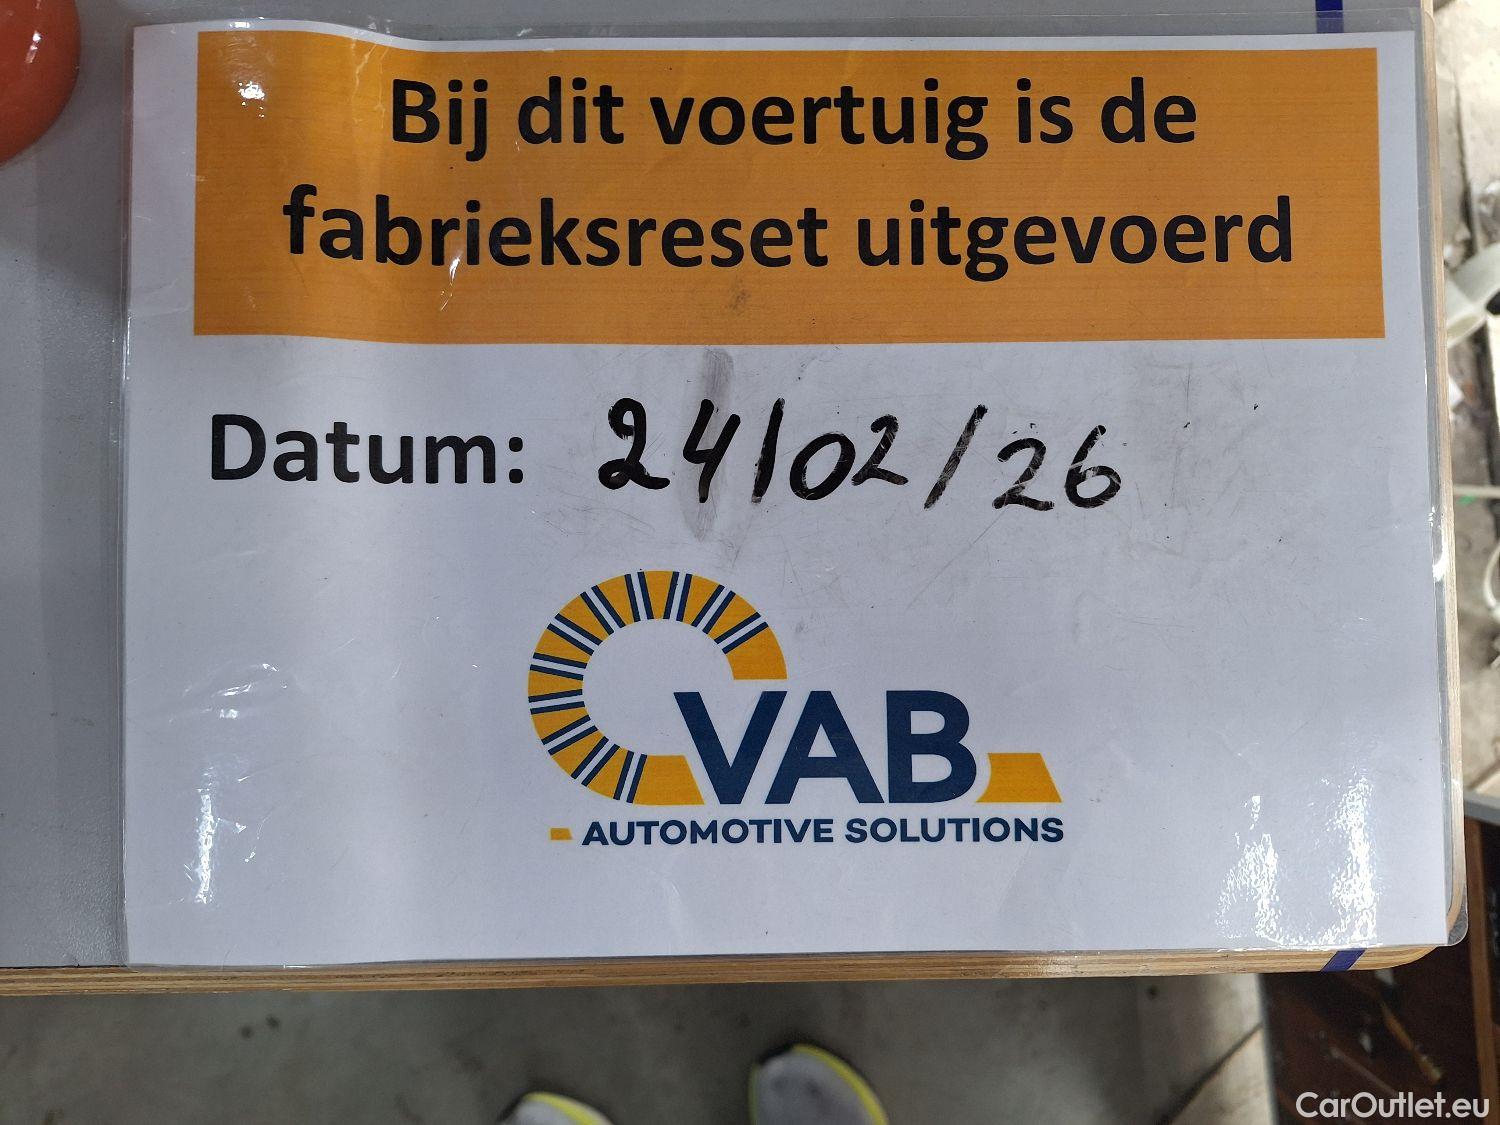 Bij dit voertuig is de
fabrieksreset uitgevoerd
Datum: 24/02/26
VAB
AUTOMOTIVE SOLUTIONS
CarOutlet.eu